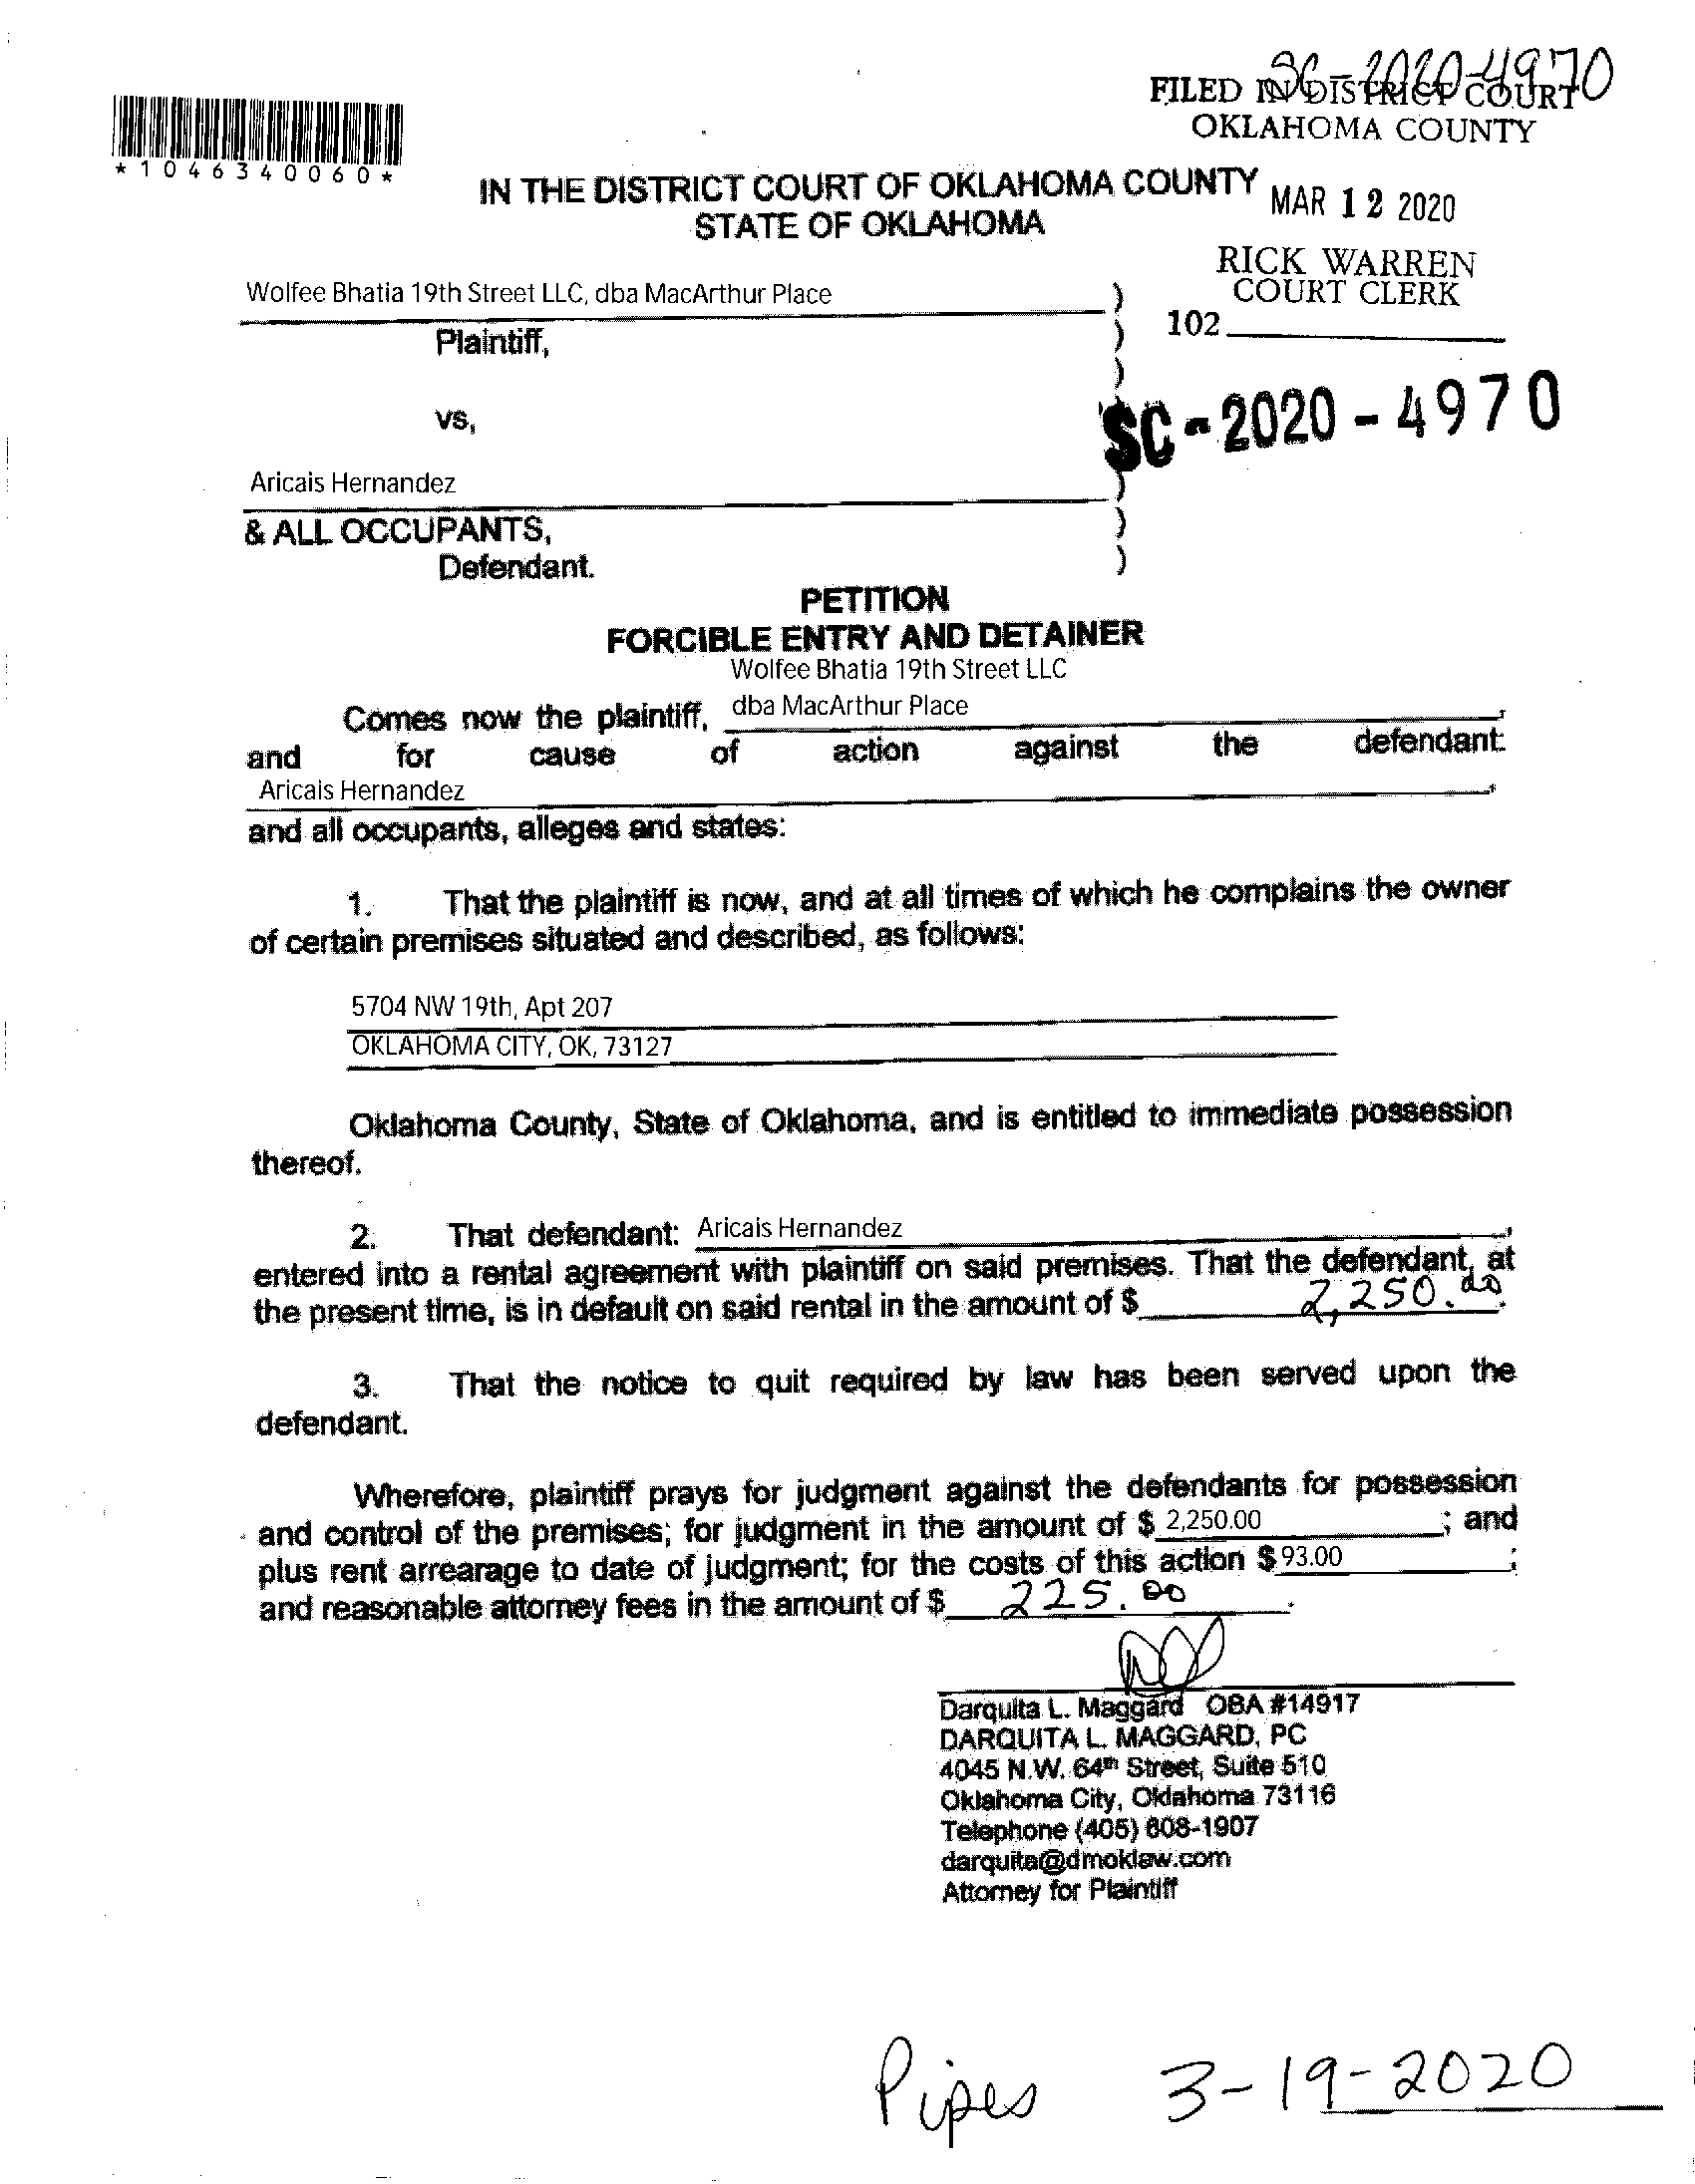 SC-2020-4970
FILED IN DISTRICT COURT
OKLAHOMA COUNTY
*1046340060*
IN THE DISTRICT COURT OF OKLAHOMA COUNTY
STATE OF OKLAHOMA
MAR 12 2020
RICK WARREN
COURT CLERK
102
Wolfee Bhatia 19th Street LLC, dba MacArthur Place )
Plaintiff, )
)
vs,
SC-2020-4970
Aricais Hernandez )
& ALL OCCUPANTS, )
Defendant. )
PETITION
FORCIBLE ENTRY AND DETAINER
Wolfee Bhatia 19th Street LLC
Comes now the plaintiff, dba MacArthur Place,
and for cause of action against the defendant:
Aricais Hernandez,
and all occupants, alleges and states:
1. That the plaintiff is now, and at all times of which he complains the owner
of certain premises situated and described, as follows:
5704 NW 19th, Apt 207
OKLAHOMA CITY, OK, 73127
Oklahoma County, State of Oklahoma, and is entitled to immediate possession
thereof.
2. That defendant: Aricais Hernandez,
entered into a rental agreement with plaintiff on said premises. That the defendant, at
the present time, is in default on said rental in the amount of $ 2,250.00.
3. That the notice to quit required by law has been served upon the
defendant.
Wherefore, plaintiff prays for judgment against the defendants for possession
and control of the premises; for judgment in the amount of $ 2,250.00 ; and
plus rent arrearage to date of judgment; for the costs of this action $ 93.00 ;
and reasonable attorney fees in the amount of $ 225.00.
Darquita L. Maggard OBA #14917
DARQUITA L. MAGGARD, PC
4045 N.W. 64th Street, Suite 510
Oklahoma City, Oklahoma 73116
Telephone (405) 608-1907
darquita@dmoklaw.com
Attorney for Plaintiff
Pipes 3-19-2020